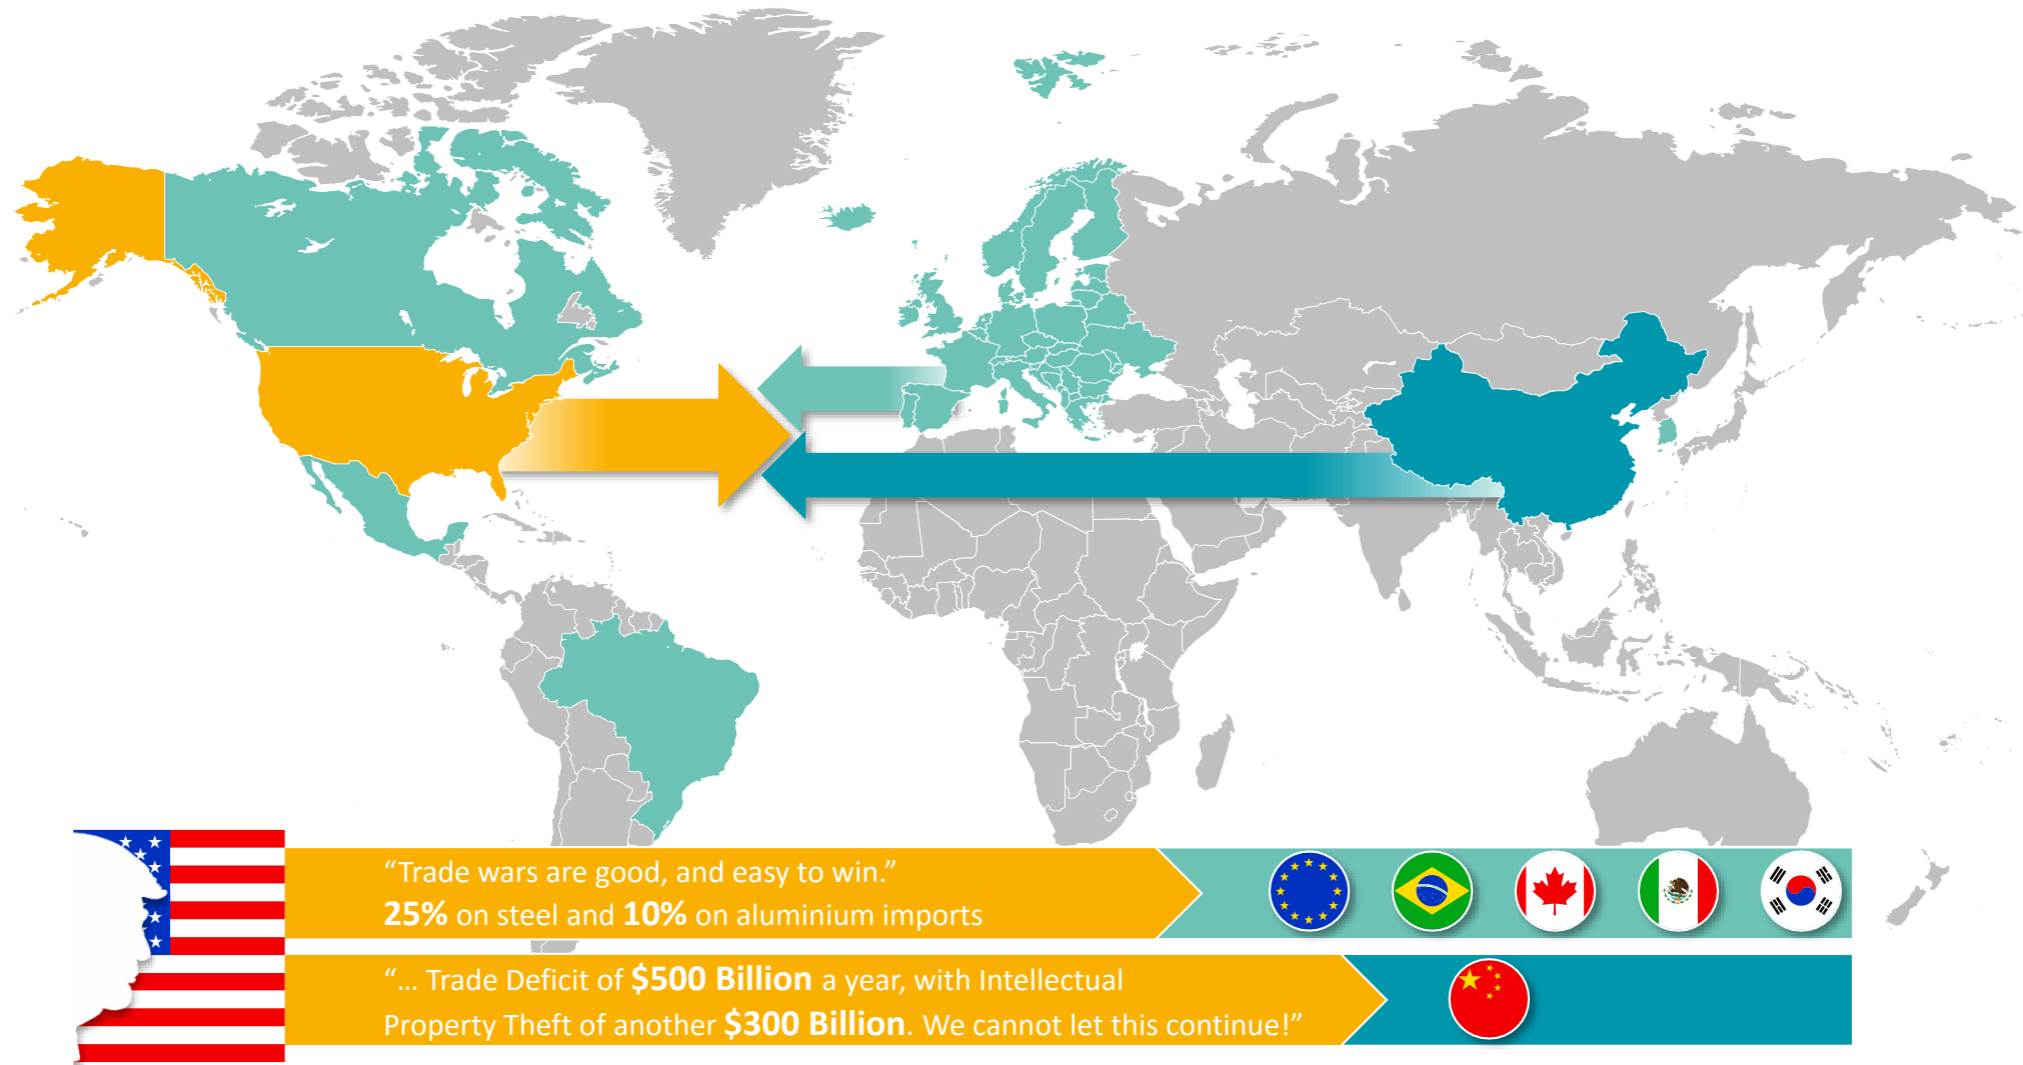 “Trade wars are good, and easy to win.”
25% on steel and 10% on aluminium imports
“... Trade Deficit of $500 Billion a year, with Intellectual
Property Theft of another $300 Billion. We cannot let this continue!”